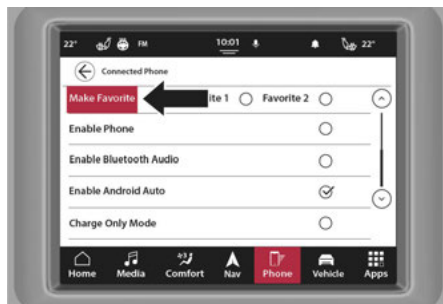 22° FM 10:01 22°
Connected Phone
Make Favorite ite 1 Favorite 2
Enable Phone
Enable Bluetooth Audio
Enable Android Auto
Charge Only Mode
Home Media Comfort Nav Phone Vehicle Apps